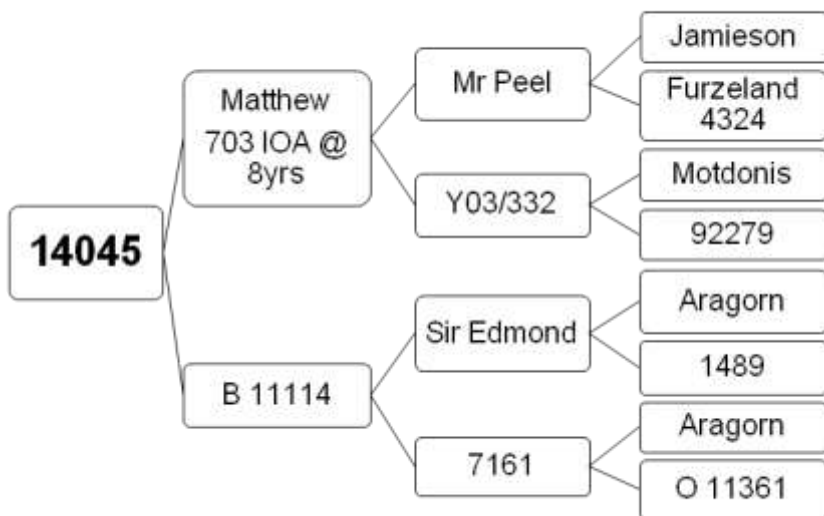 14045
Matthew
703 IOA @
8yrs
B 11114
Mr Peel
Y03/332
Sir Edmond
7161
Jamieson
Furzeland
4324
Motdonis
92279
Aragorn
1489
Aragorn
O 11361